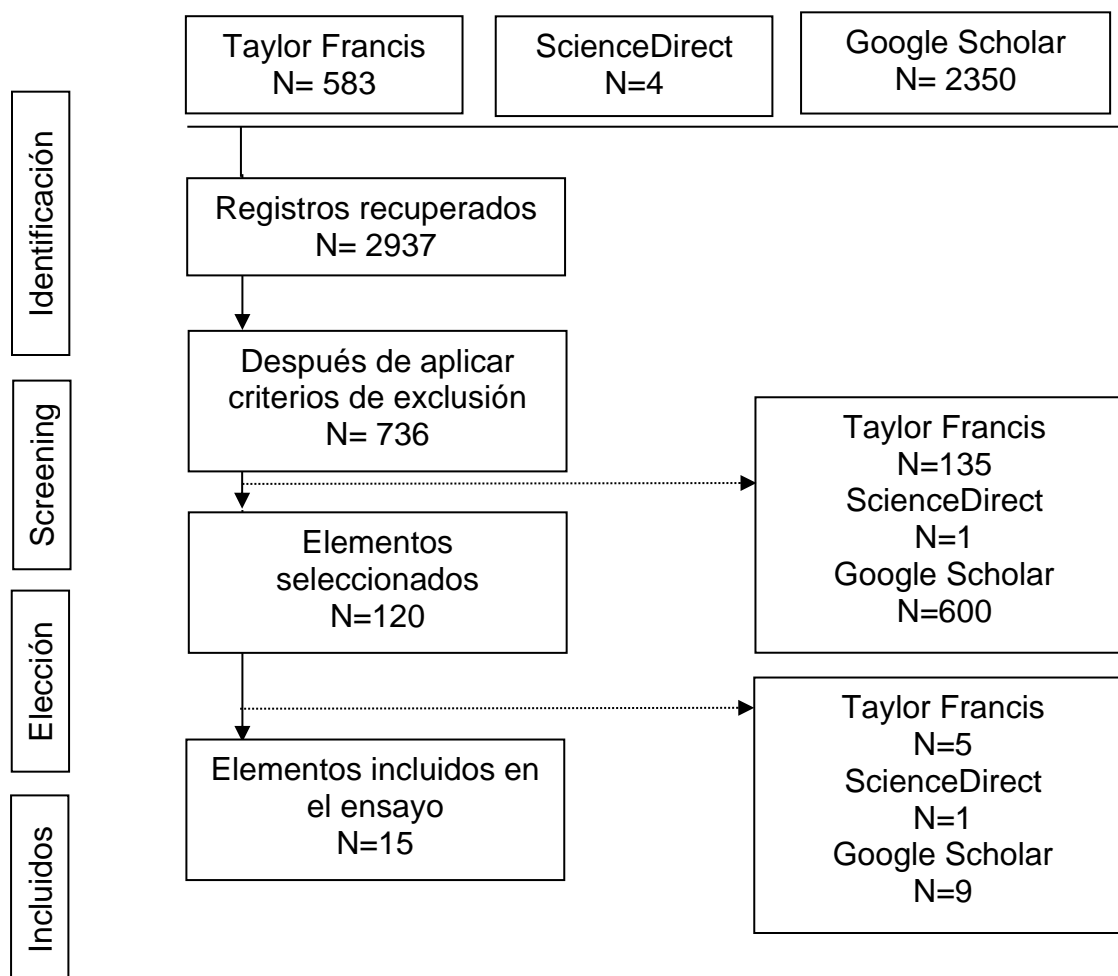 Taylor Francis
N= 583
ScienceDirect
N=4
Google Scholar
N= 2350
Identificación
Registros recuperados
N= 2937
Después de aplicar
criterios de exclusión
N= 736
Screening
Taylor Francis
N=135
ScienceDirect
N=1
Google Scholar
N=600
Elementos
seleccionados
N=120
Elección
Taylor Francis
N=5
ScienceDirect
N=1
Google Scholar
N=9
Elementos incluidos en
el ensayo
N=15
Incluidos